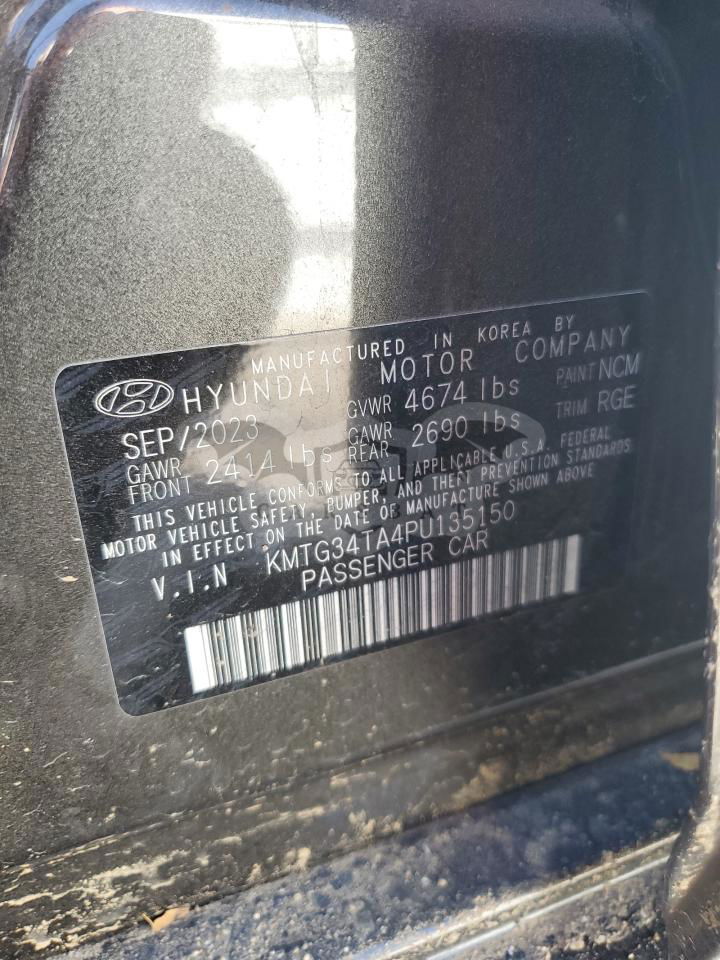 MANUFACTURED IN KOREA BY
HYUNDAI MOTOR COMPANY
SEP/2023 GVWR 4674 lbs PAINT NCM
GAWR FRONT 2414 lbs GAWR REAR 2690 lbs TRIM RGE
THIS VEHICLE CONFORMS TO ALL APPLICABLE U.S.A. FEDERAL
MOTOR VEHICLE SAFETY, BUMPER, AND THEFT PREVENTION STANDARDS
IN EFFECT ON THE DATE OF MANUFACTURE SHOWN ABOVE
V.I.N KMTG34TA4PU135150
PASSENGER CAR